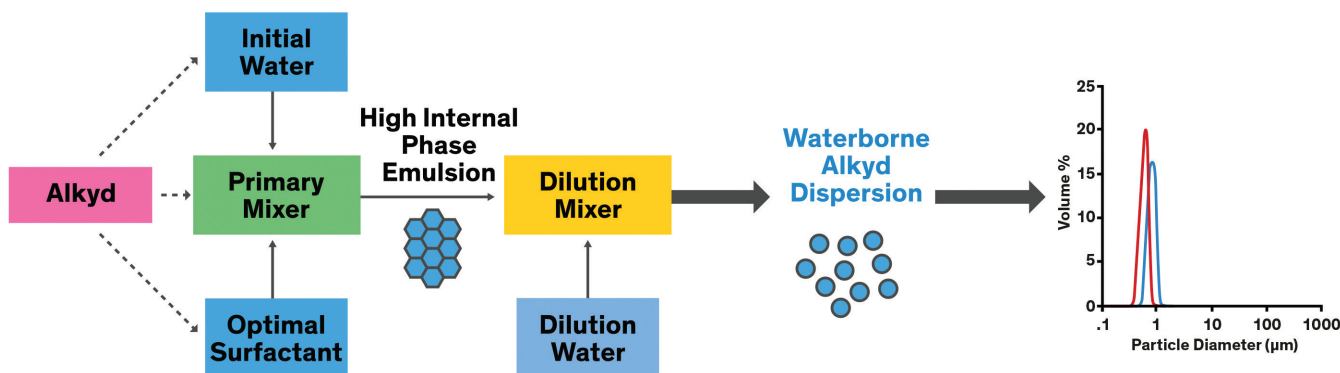 Alkyd
Initial
Water
Primary
Mixer
Optimal
Surfactant
High Internal
Phase
Emulsion
Dilution
Mixer
Dilution
Water
Waterborne
Alkyd
Dispersion
Volume %
25
20
15
10
5
0
.1 1 10 100 1000
Particle Diameter (μm)